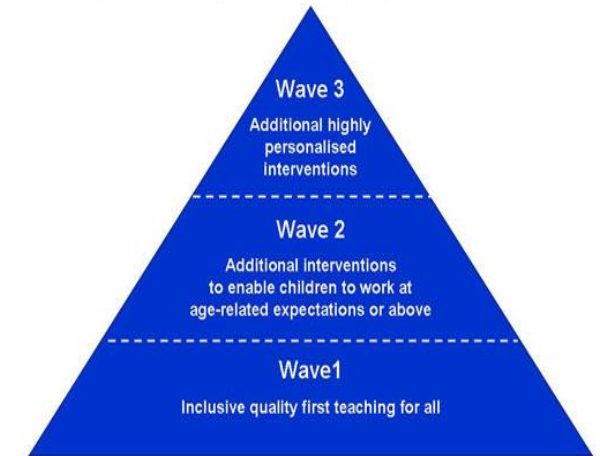 Wave 3
Additional highly
personalised
interventions
Wave 2
Additional interventions
to enable children to work at
age-related expectations or above
Wave1
Inclusive quality first teaching for all